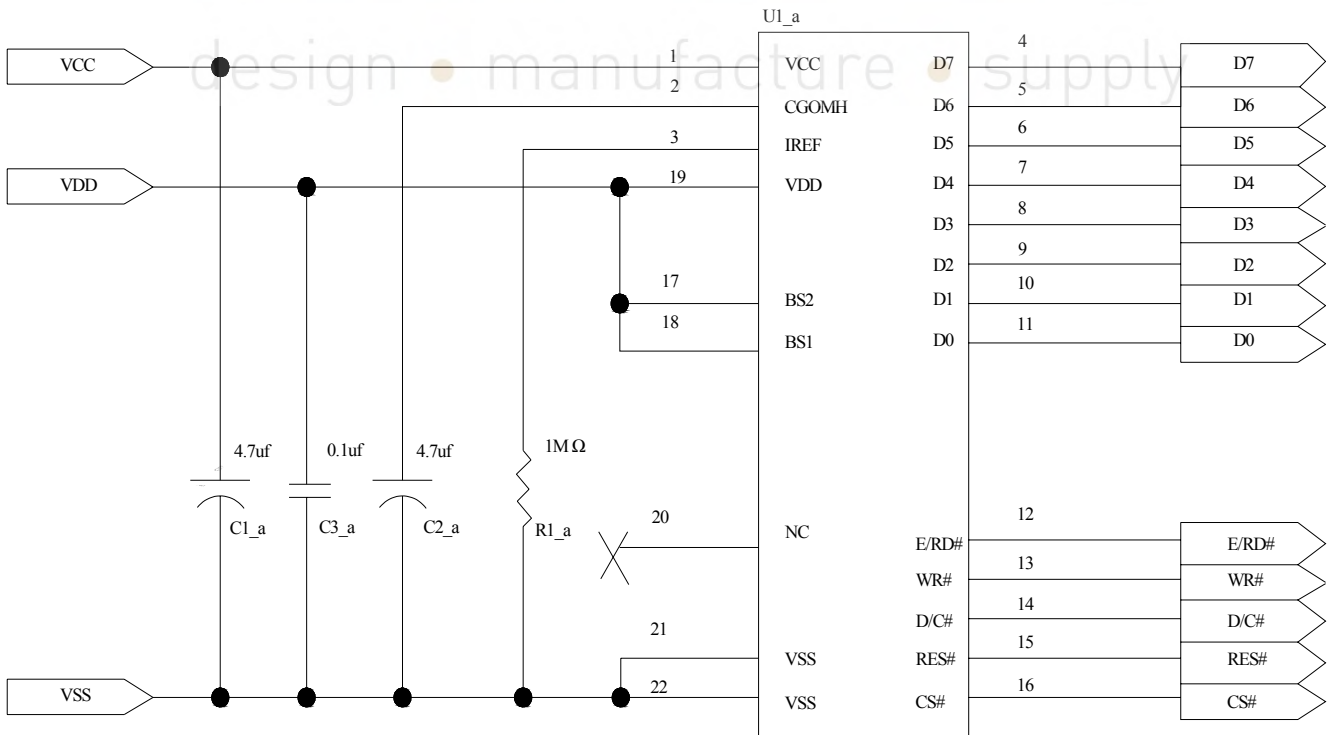 U1_a
design • manufacture • supply
VCC 1 VCC D7 4 D7
2 CGOMH D6 5 D6
3 IREF D5 6 D5
VDD 19 VDD D4 7 D4
D3 8 D3
D2 9 D2
17 BS2 D1 10 D1
18 BS1 D0 11 D0
4.7uf 0.1uf 4.7uf 1MΩ
C1_a C3_a C2_a R1_a
20 NC E/RD# 12 E/RD#
WR# 13 WR#
D/C# 14 D/C#
21 VSS RES# 15 RES#
VSS 22 VSS CS# 16 CS#